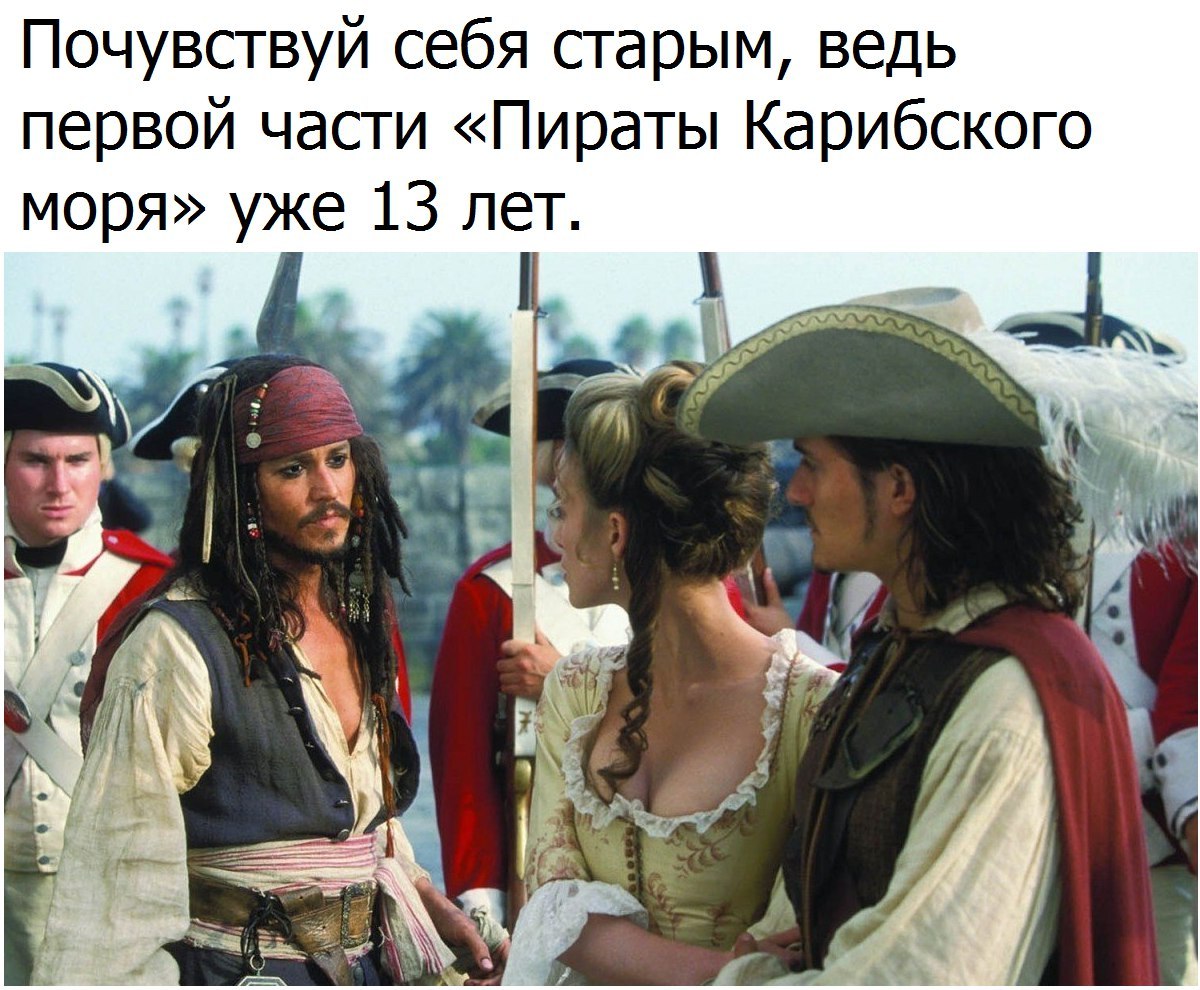 Почувствуй себя старым, ведь
первой части «Пираты Карибского
моря» уже 13 лет.